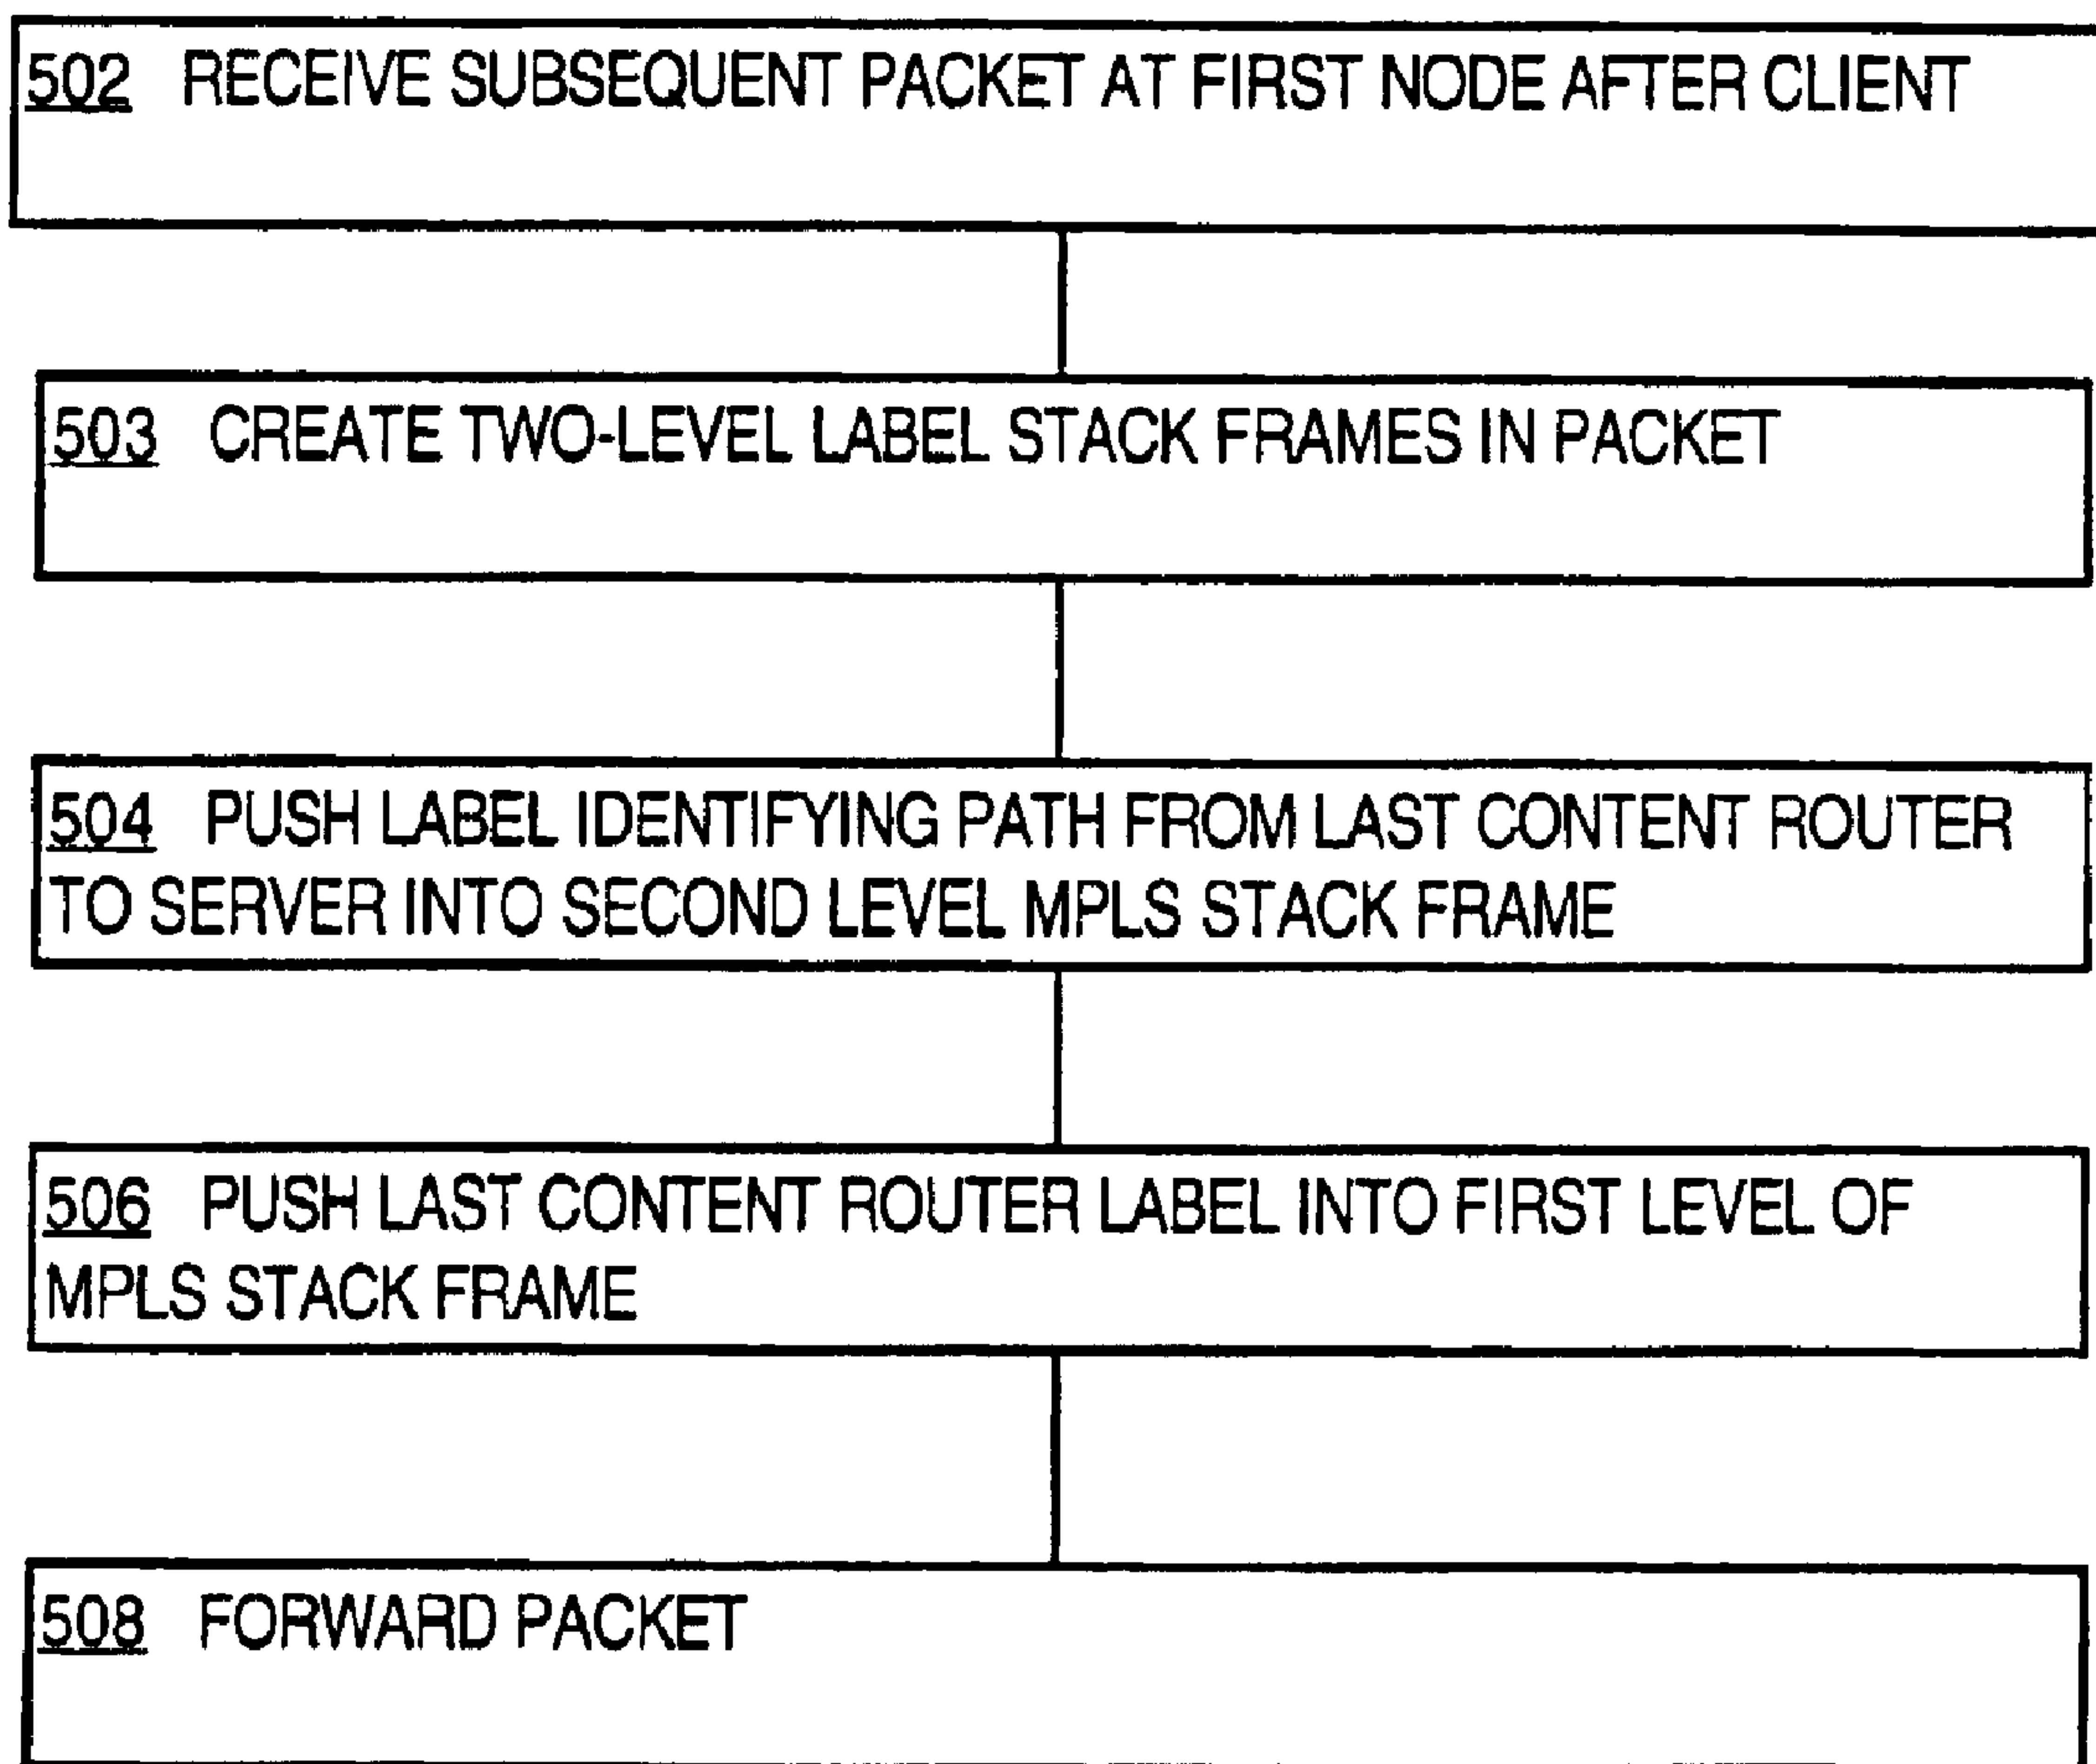 502 RECEIVE SUBSEQUENT PACKET AT FIRST NODE AFTER CLIENT
503 CREATE TWO-LEVEL LABEL STACK FRAMES IN PACKET
504 PUSH LABEL IDENTIFYING PATH FROM LAST CONTENT ROUTER
TO SERVER INTO SECOND LEVEL MPLS STACK FRAME
506 PUSH LAST CONTENT ROUTER LABEL INTO FIRST LEVEL OF
MPLS STACK FRAME
508 FORWARD PACKET